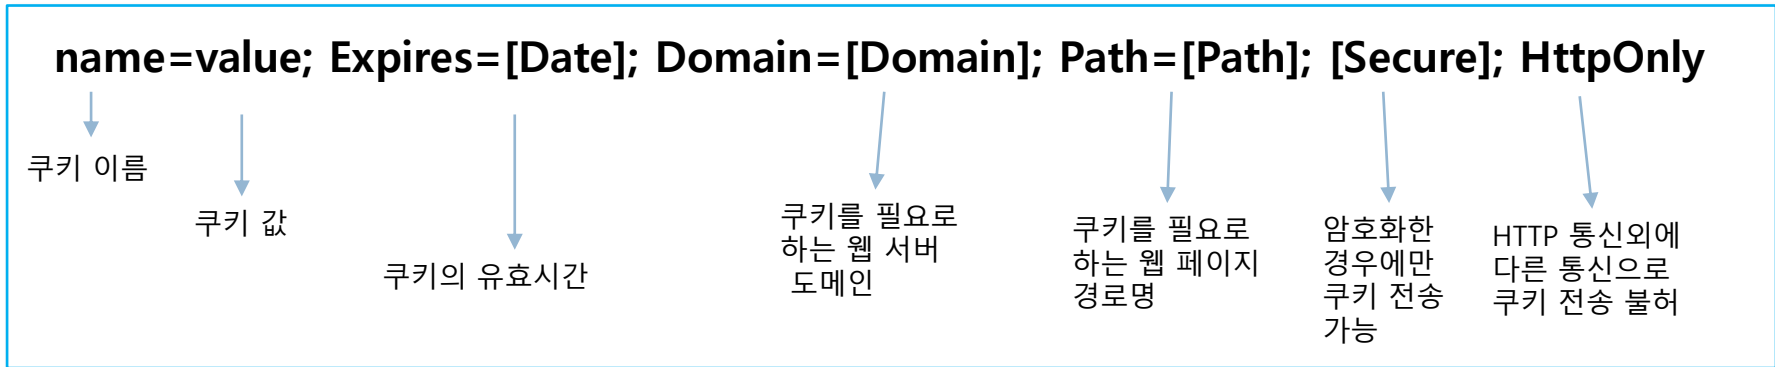 name=value; Expires=[Date]; Domain=[Domain]; Path=[Path]; [Secure]; HttpOnly
쿠키 이름
쿠키 값
쿠키의 유효시간
쿠키를 필요로
하는 웹 서버
도메인
쿠키를 필요로
하는 웹 페이지
경로명
암호화한
경우에만
쿠키 전송
가능
HTTP 통신외에
다른 통신으로
쿠키 전송 불허